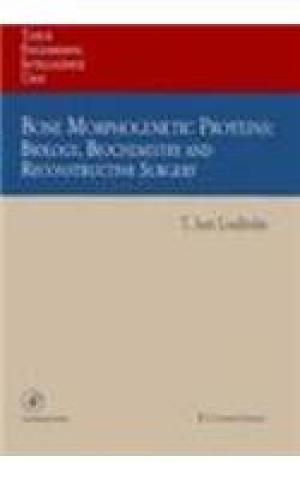 TISSUE
ENGINEERING
INTELLIGENCE
UNIT
BONE MORPHOGENETIC PROTEINS:
BIOLOGY, BIOCHEMISTRY AND
RECONSTRUCTIVE SURGERY
T. Sam Lindholm